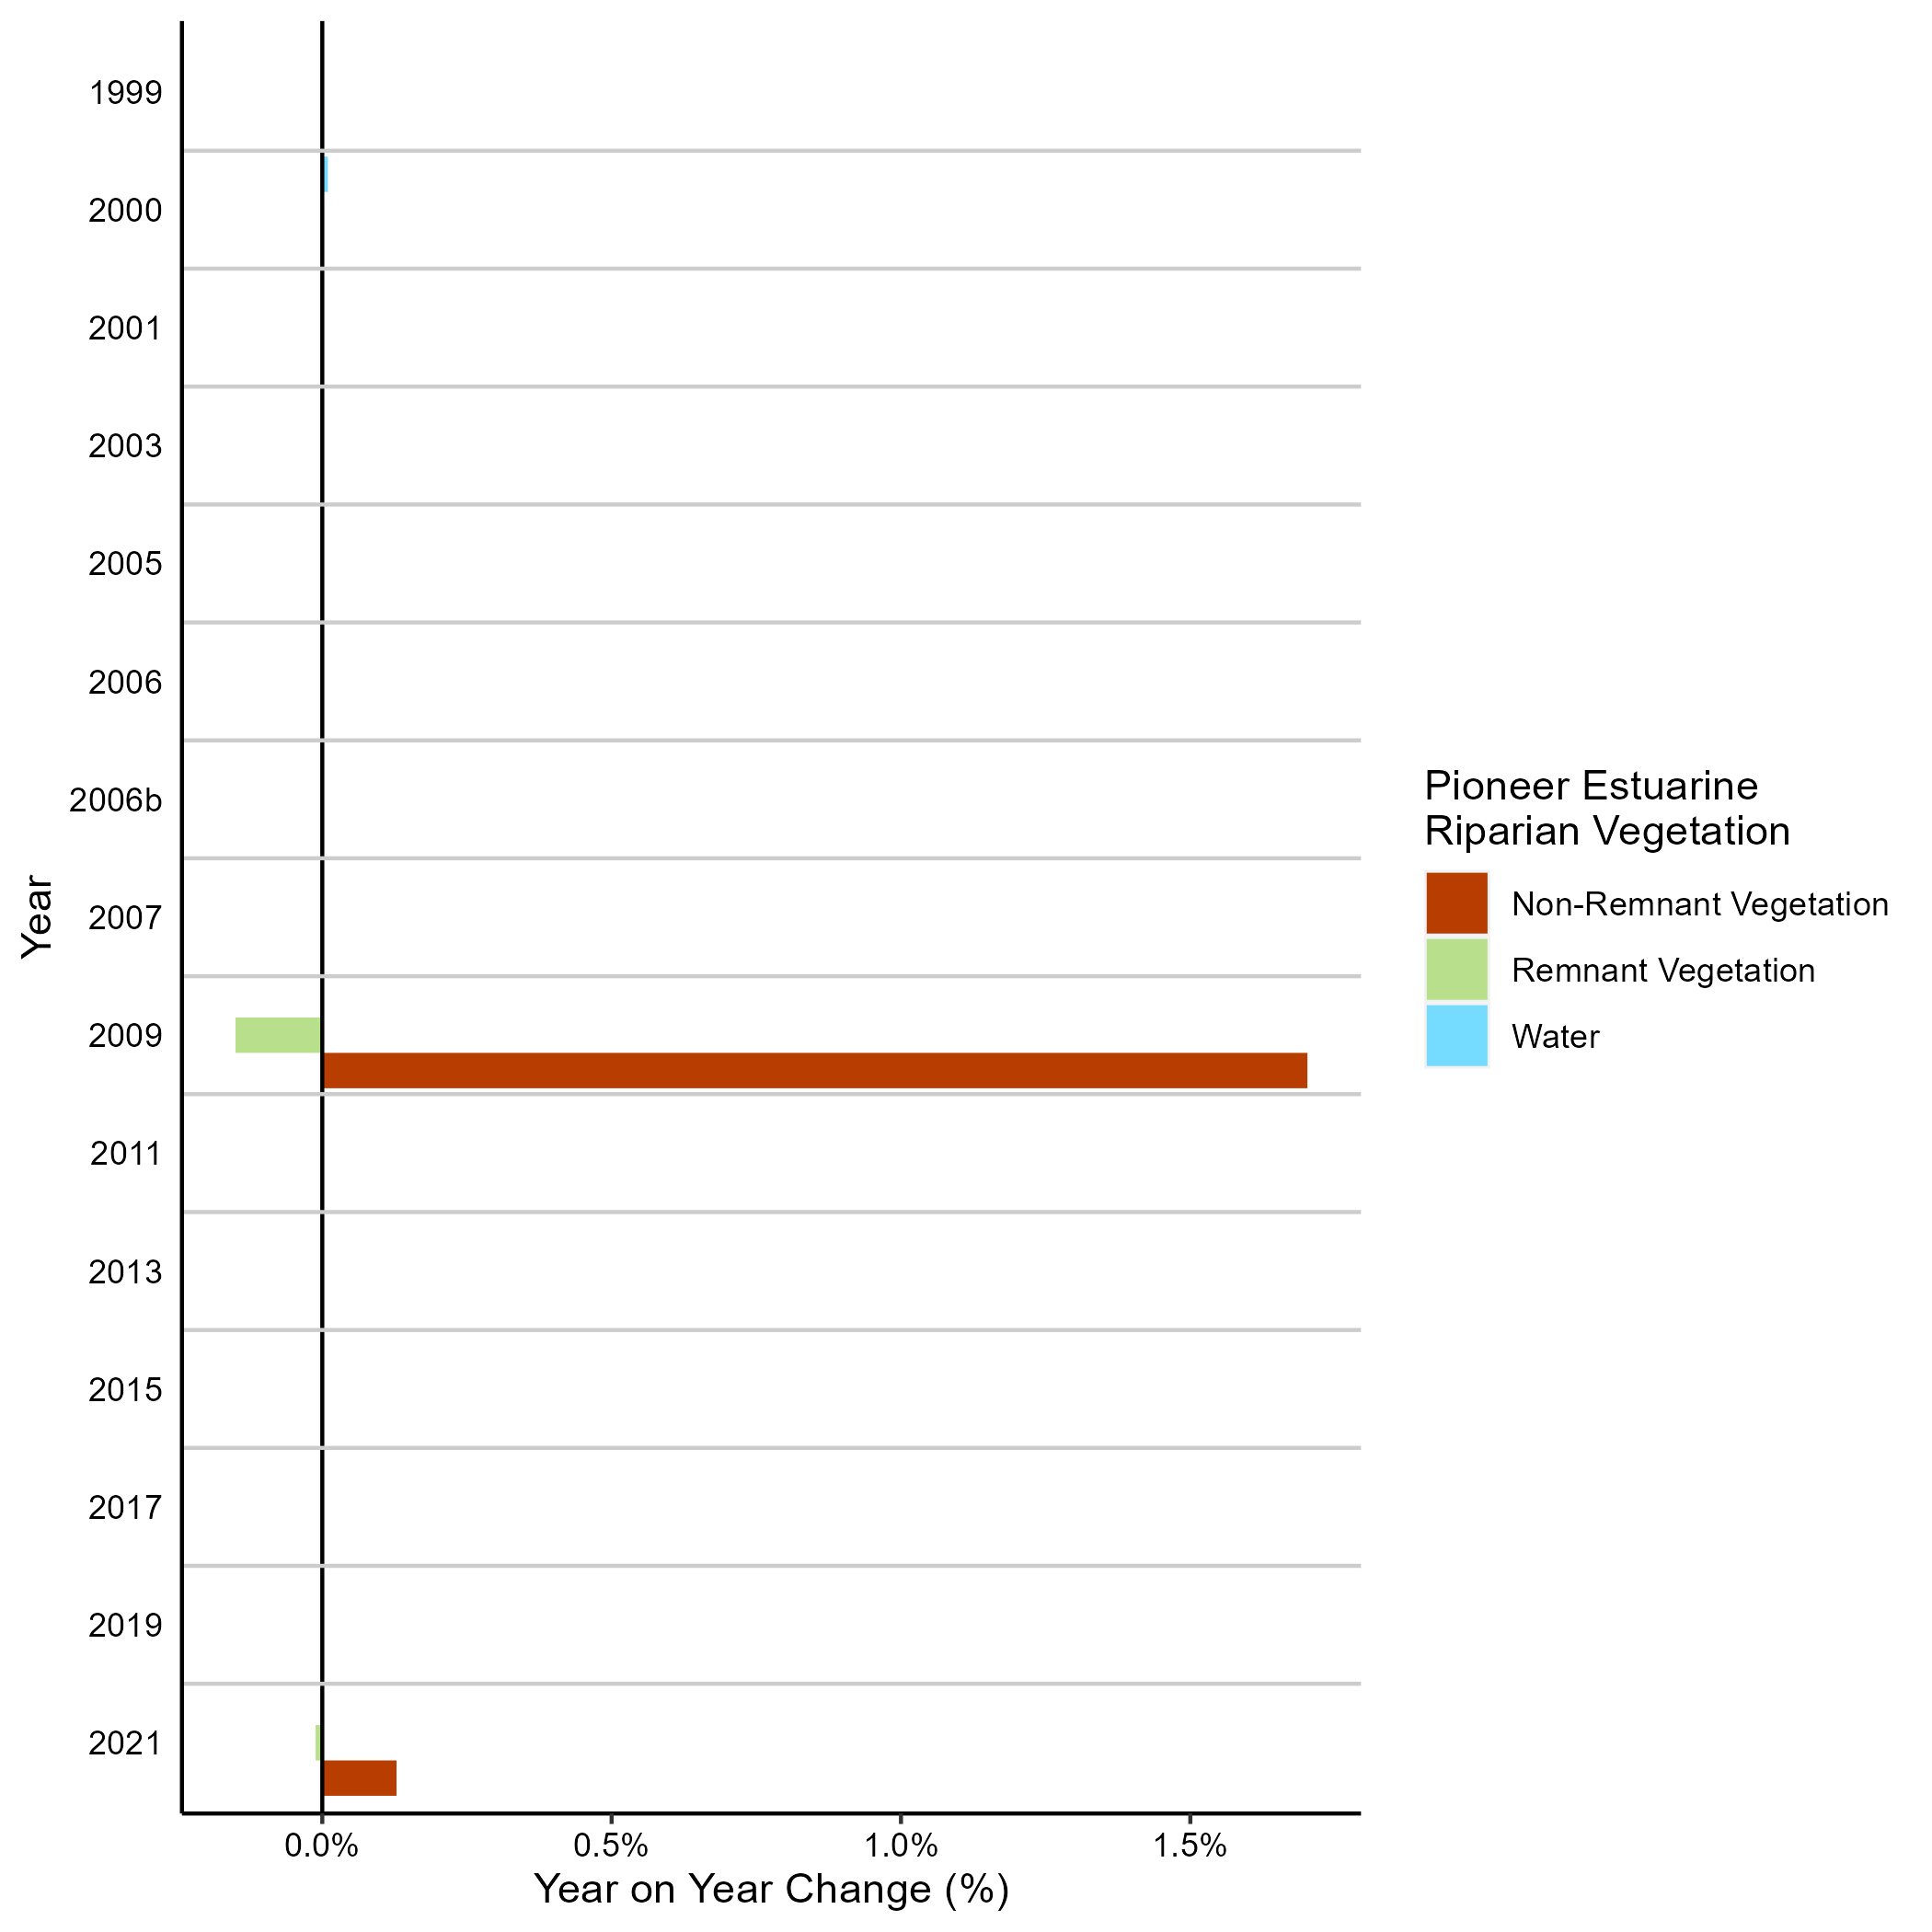 1999
2000
2001
2003
2005
2006
2006b
2007
2009
2011
2013
2015
2017
2019
2021
Year
0.0% 0.5% 1.0% 1.5%
Year on Year Change (%)
Pioneer Estuarine
Riparian Vegetation
Non-Remnant Vegetation
Remnant Vegetation
Water